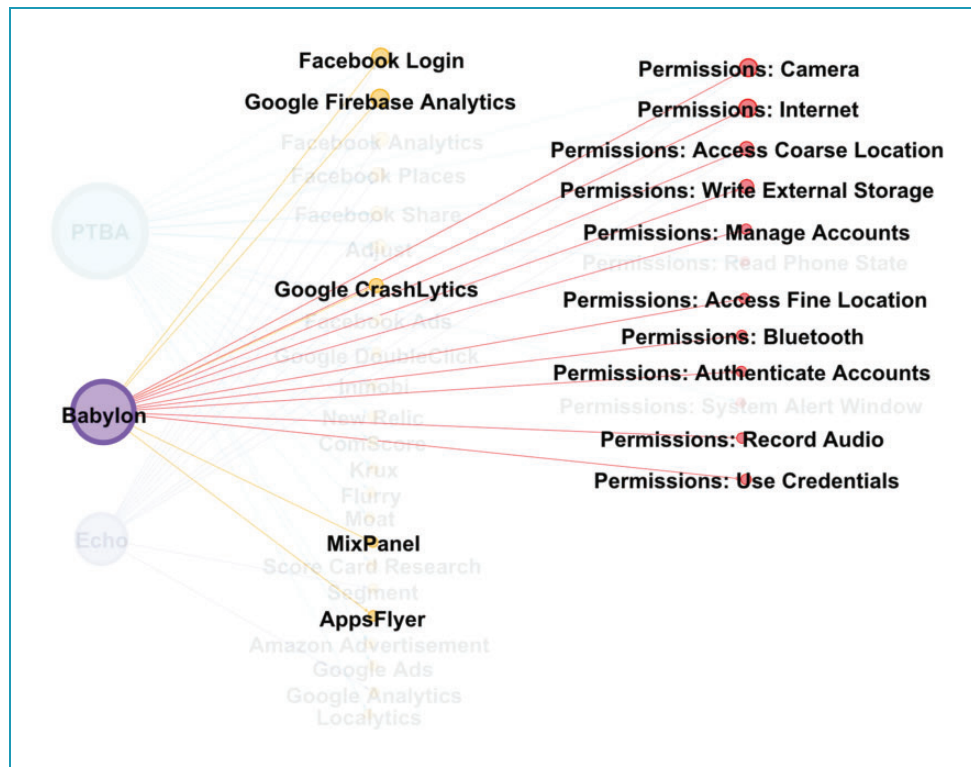 Facebook Login
Google Firebase Analytics
Facebook Analytics
Facebook Places
Facebook Share
Adjust
Google CrashLytics
Facebook Ads
Google DoubleClick
Inmobi
New Relic
ComScore
Krux
Flurry
Moat
MixPanel
Score Card Research
Segment
AppsFlyer
Amazon Advertisement
Google Ads
Google Analytics
Localytics
PTBA
Babylon
Echo
Permissions: Camera
Permissions: Internet
Permissions: Access Coarse Location
Permissions: Write External Storage
Permissions: Manage Accounts
Permissions: Read Phone State
Permissions: Access Fine Location
Permissions: Bluetooth
Permissions: Authenticate Accounts
Permissions: System Alert Window
Permissions: Record Audio
Permissions: Use Credentials